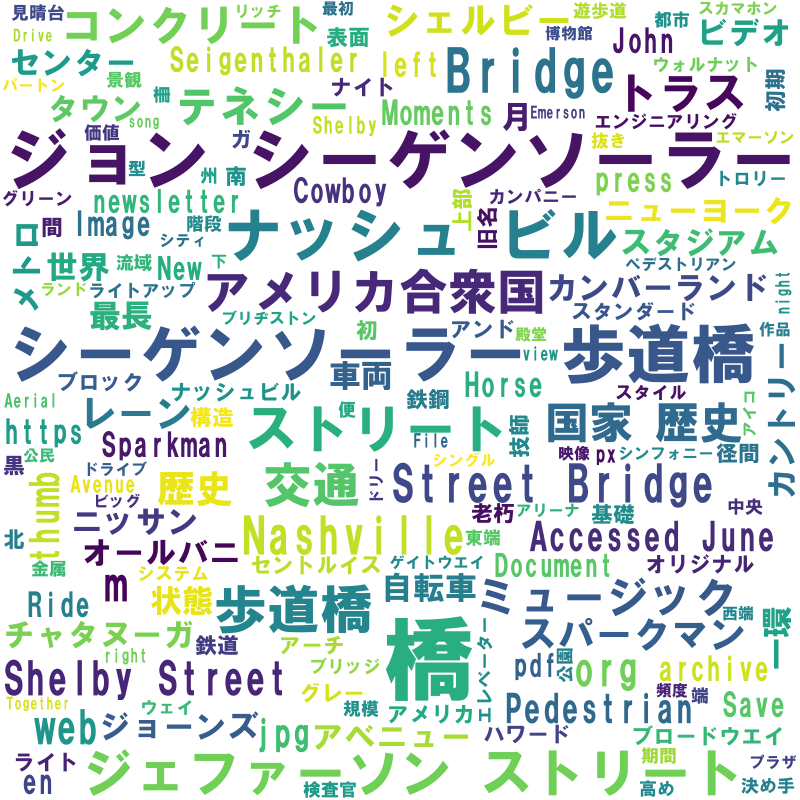 見晴台 コンクリート リッチ 最初 シェルビー 遊歩道 スカマホン
Drive 表面 博物館 John 都市 ビデオ
センター 景観 Seigenthaler left Bridge ウォルナット
バートン 柵 ナイト トラス 初期
タウン song テネシー Moments 月 Emerson エンジニアリング
価値 ガ Shelby 抜き エマーソン
ジョン シーゲンソーラー
型 州 南 Cowboy press トロリー
グリーン newsletter 上部 カンパニー
間 Image 階段 旧名 ニューヨーク
メトロ シティ ナッシュビル スタジアム
世界 流域 New 下 ペデストリアン
ランド ライトアップ アメリカ合衆国 カンバーランド night
最長 ブリヂストン 初 アンド スタンダード
殿堂 作品
シーゲンソーラー view 歩道橋
ブロック 車両
Aerial ナッシュビル 鉄鋼 Horse スタイル アイコ カントリー
レーン 構造 便 国家 歴史
https ストリート File 技師
公民 Sparkman 映像 px シンフォニー 径間
黒 ドライブ シングル
thumb Avenue 歴史 交通 ドリー Street Bridge
ビッグ 老朽 アリーナ 中央
ニッサン Nashville 基礎
北 東端 Accessed June
オールバニ
金属 システム セントルイス ゲイトウエイ Document オリジナル
m 状態 自転車 ミュージック
Ride 歩道橋 橋 西端
チャタヌーガ 鉄道 アーチ エレベーター スパークマン 一環
right ブリッジ
Shelby Street pdf 公園 org archive
Together ウェイ グレー Pedestrian 頻度 端
規模 アメリカ Save
web ジョーンズ jpg アベニュー ハワード ブロードウエイ
ライト 期間 プラザ
en ジェファーソン ストリート
検査官 高め 決め手